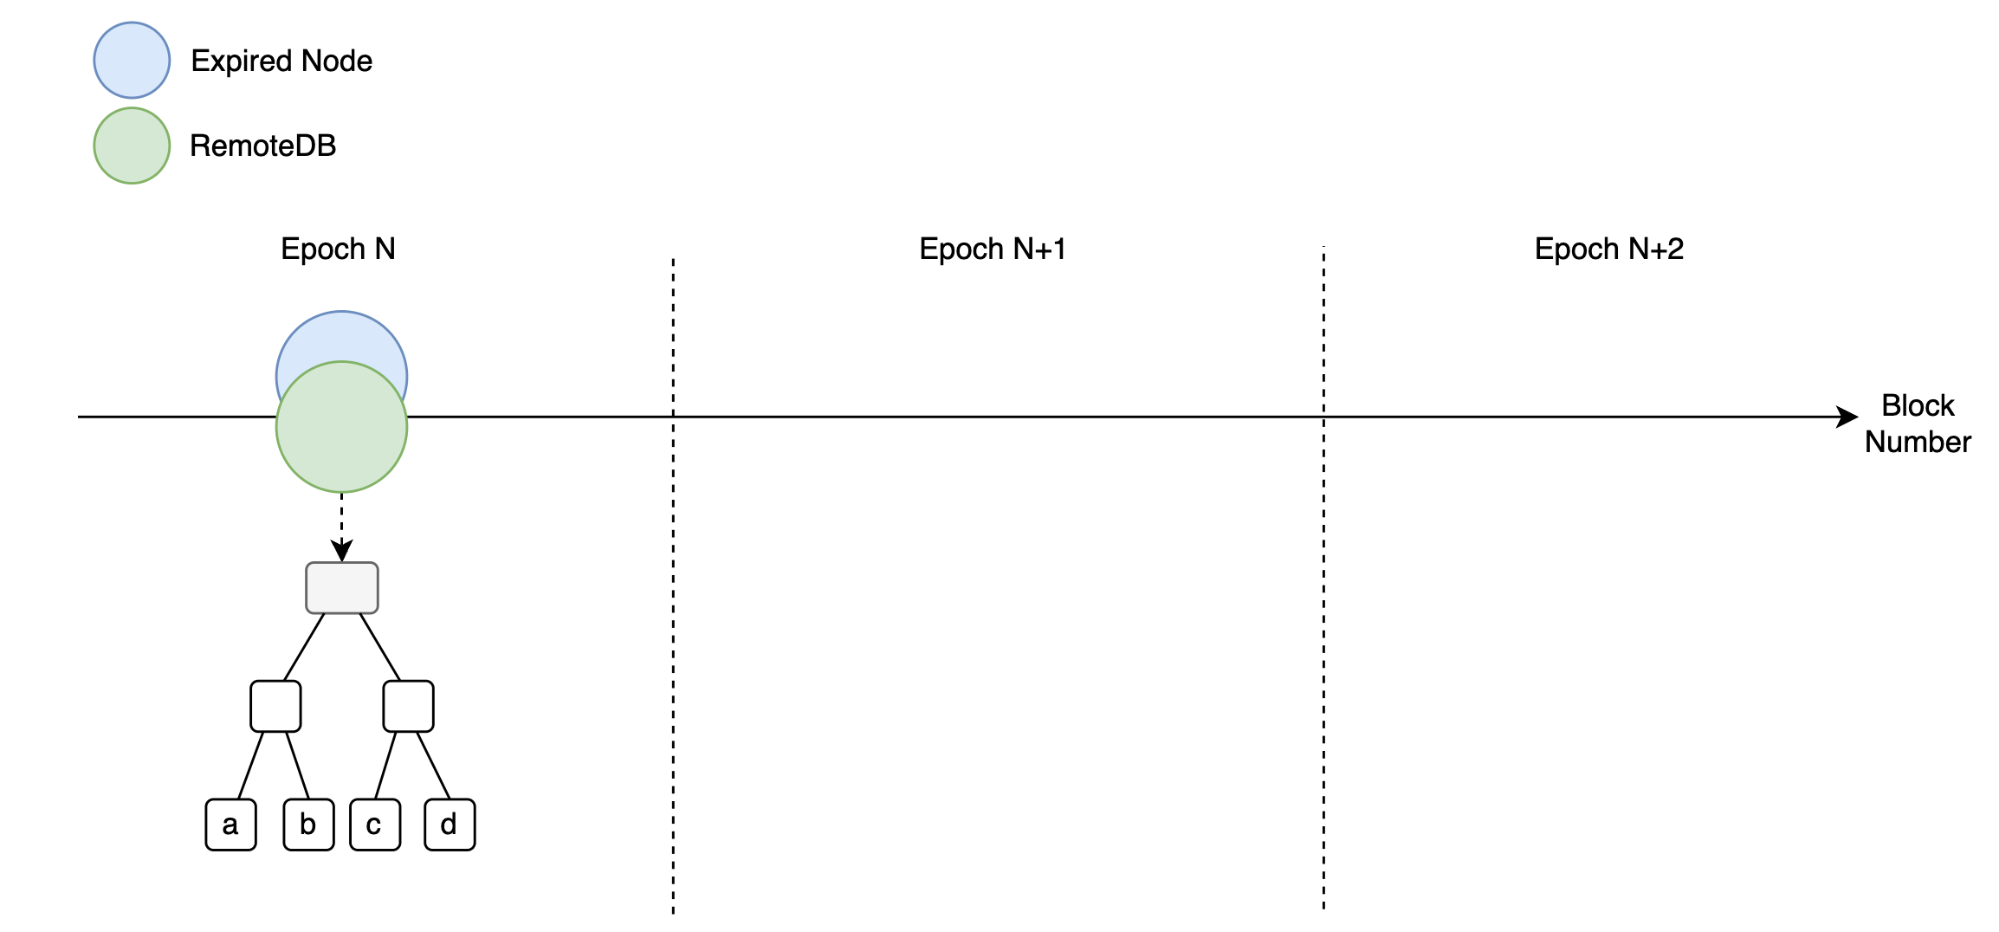 Expired Node
RemoteDB
Epoch N
Epoch N+1
Epoch N+2
Block
Number
a
b
c
d